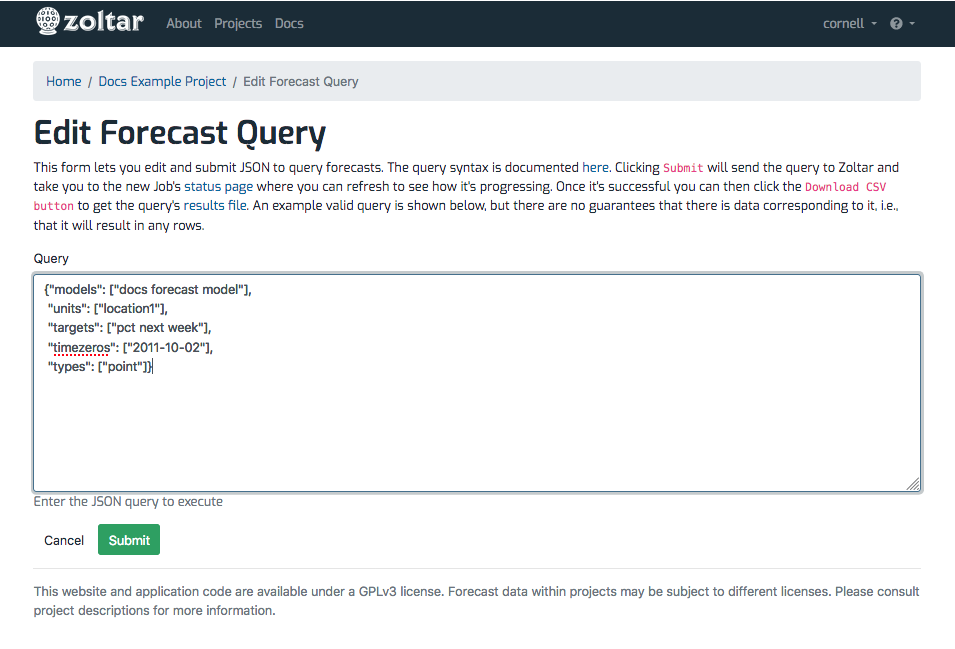 zoltar About Projects Docs cornell ?
Home / Docs Example Project / Edit Forecast Query
Edit Forecast Query
This form lets you edit and submit JSON to query forecasts. The query syntax is documented here. Clicking Submit will send the query to Zoltar and
take you to the new Job's status page where you can refresh to see how it's progressing. Once it's successful you can then click the Download CSV
button to get the query's results file. An example valid query is shown below, but there are no guarantees that there is data corresponding to it, i.e.,
that it will result in any rows.
Query
{"models": ["docs forecast model"],
"units": ["location1"],
"targets": ["pct next week"],
"timezeros": ["2011-10-02"],
"types": ["point"]}
Enter the JSON query to execute
Cancel Submit
This website and application code are available under a GPLv3 license. Forecast data within projects may be subject to different licenses. Please consult
project descriptions for more information.